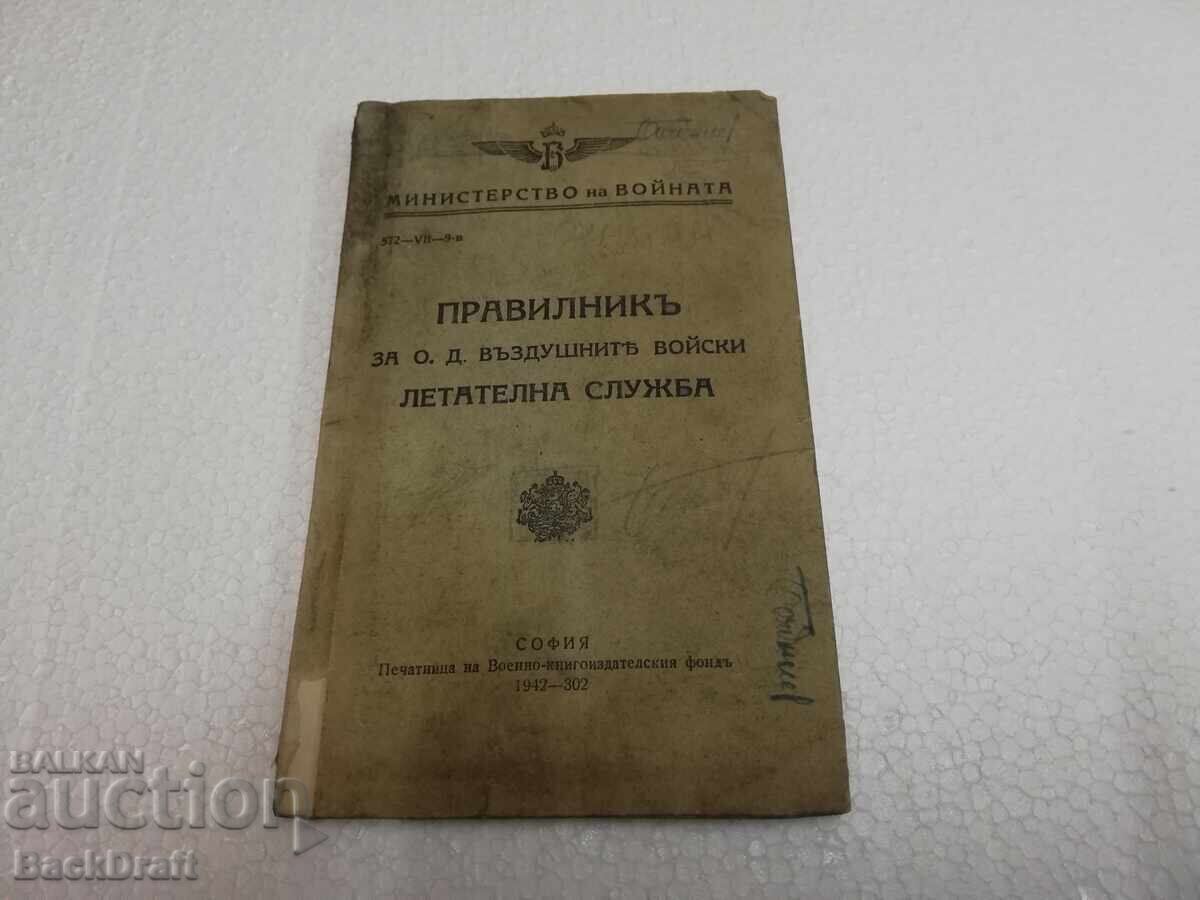 МИНИСТЕРСТВО на ВОЙНАТА
572—VII—9-в
ПРАВИЛНИКЪ
ЗА О. Д. ВЪЗДУШНИТѢ ВОЙСКИ
ЛЕТАТЕЛНА СЛУЖБА
СОФИЯ
Печатница на Военно-книгоиздателския фондъ
1942—302
BALKAN
auction
BackDraft